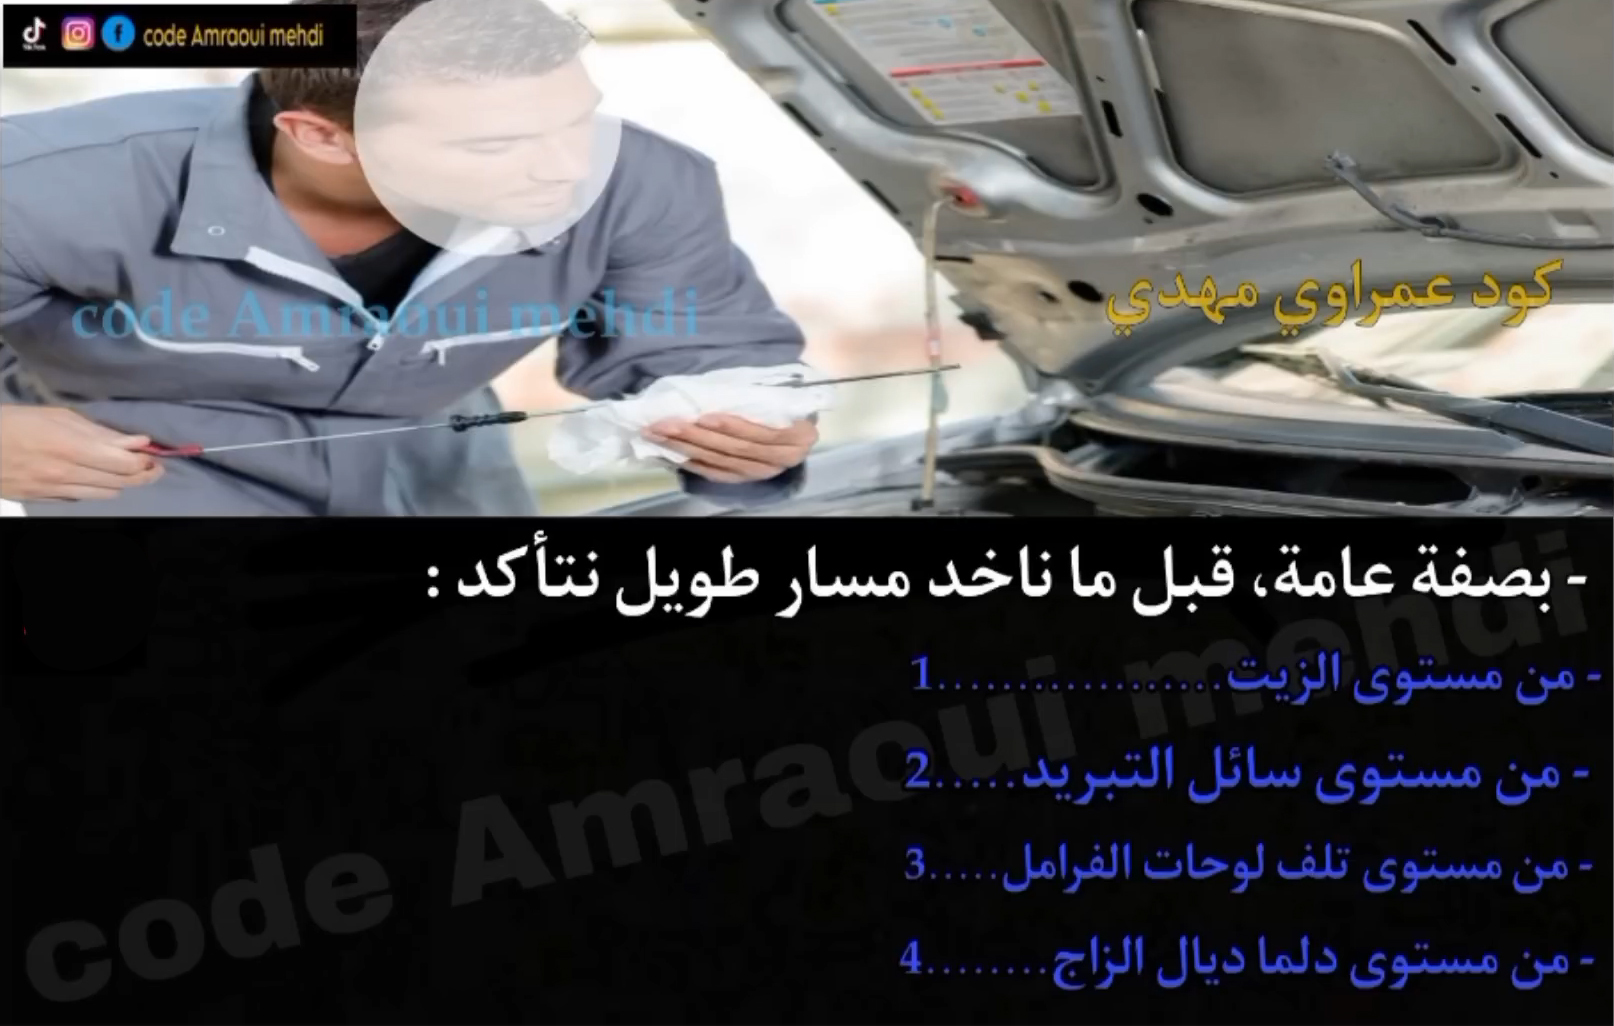 code Amraoui mehdi
code Amraoui mehdi
كود عمراوي مهدي
- بصفة عامة، قبل ما ناخد مسار طويل نتأكد :
- من مستوى الزيت..................1
- من مستوى سائل التبريد.....2
- من مستوى تلف لوحات الفرامل.....3
- من مستوى دلما ديال الزاج........4
code Amraoui mehdi